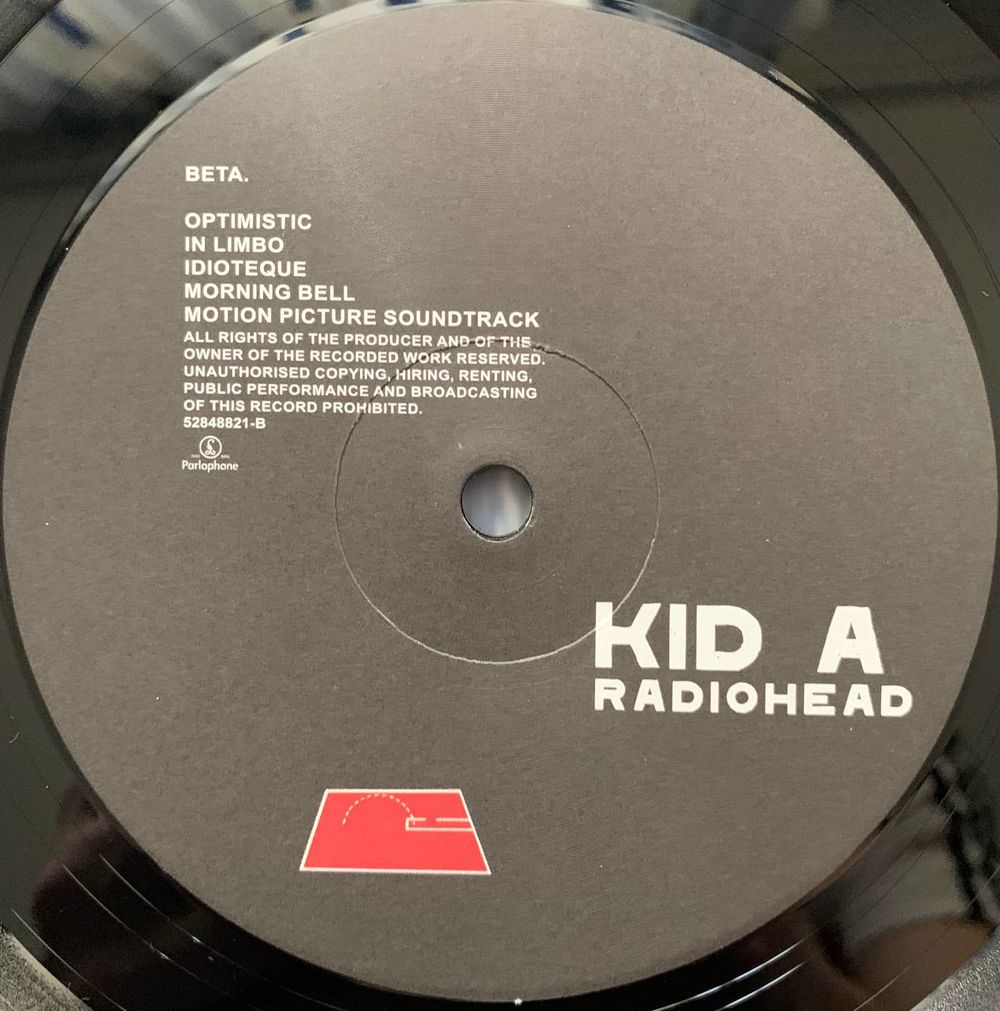 BETA.
OPTIMISTIC
IN LIMBO
IDIOTEQUE
MORNING BELL
MOTION PICTURE SOUNDTRACK
ALL RIGHTS OF THE PRODUCER AND OF THE
OWNER OF THE RECORDED WORK RESERVED.
UNAUTHORISED COPYING, HIRING, RENTING,
PUBLIC PERFORMANCE AND BROADCASTING
OF THIS RECORD PROHIBITED.
52848821-B
Parlophone
KID A
RADIOHEAD